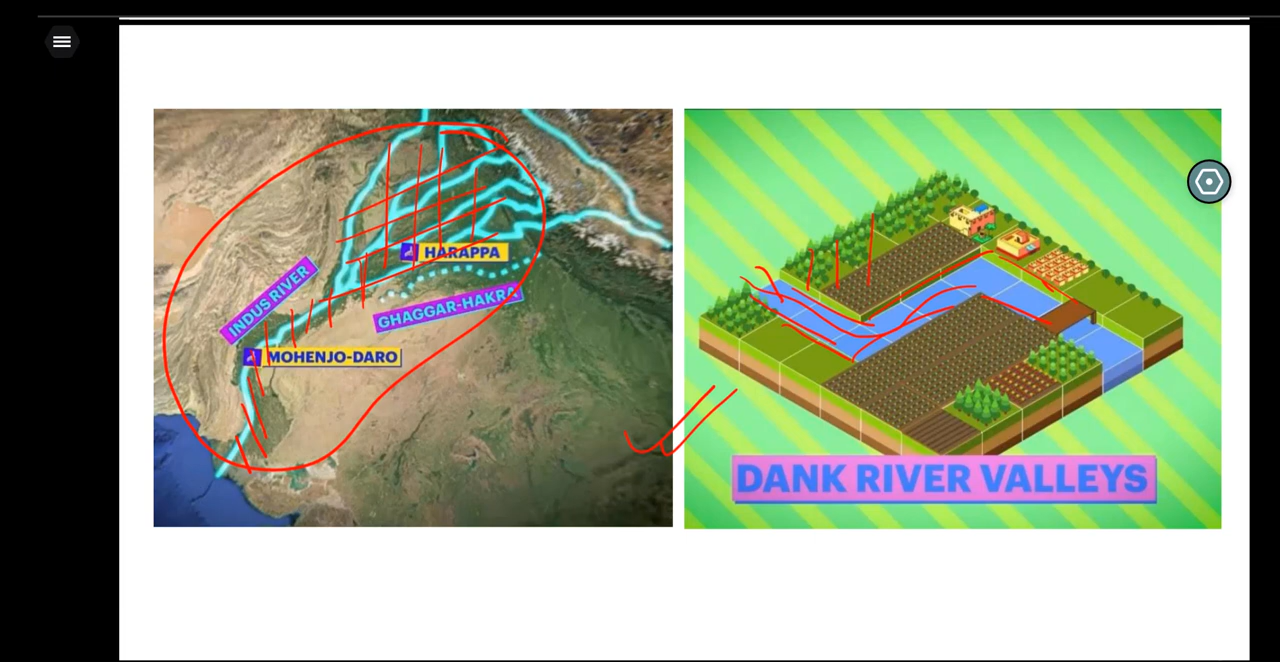 HARAPPA
INDUS RIVER
GHAGGAR-HAKRA
MOHENJO-DARO
DANK RIVER VALLEYS